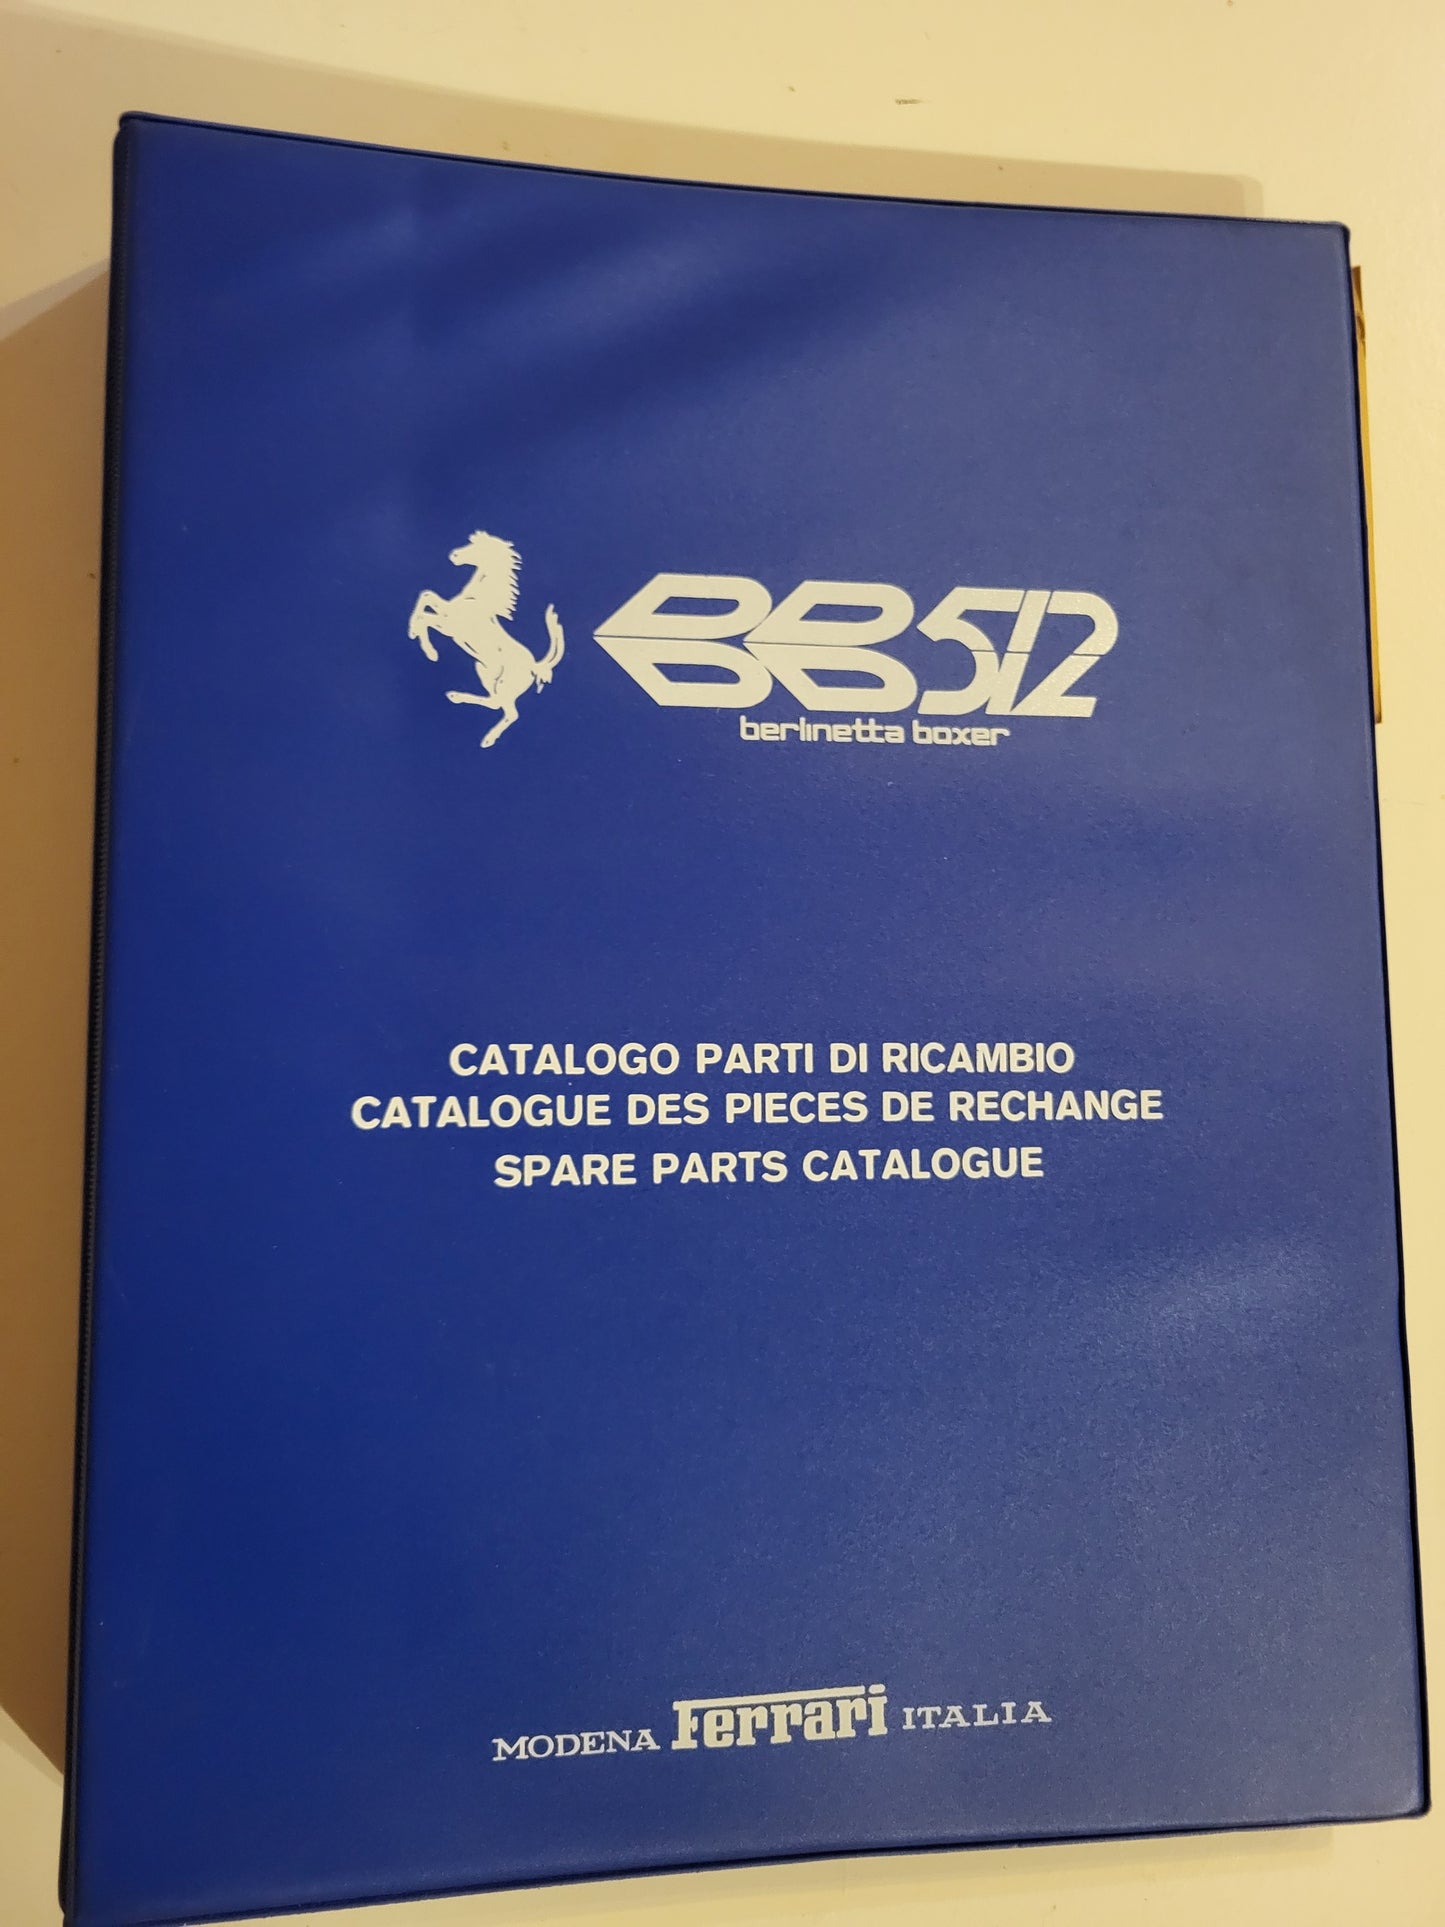 BB512
berlinetta boxer
CATALOGO PARTI DI RICAMBIO
CATALOGUE DES PIECES DE RECHANGE
SPARE PARTS CATALOGUE
MODENA Ferrari ITALIA